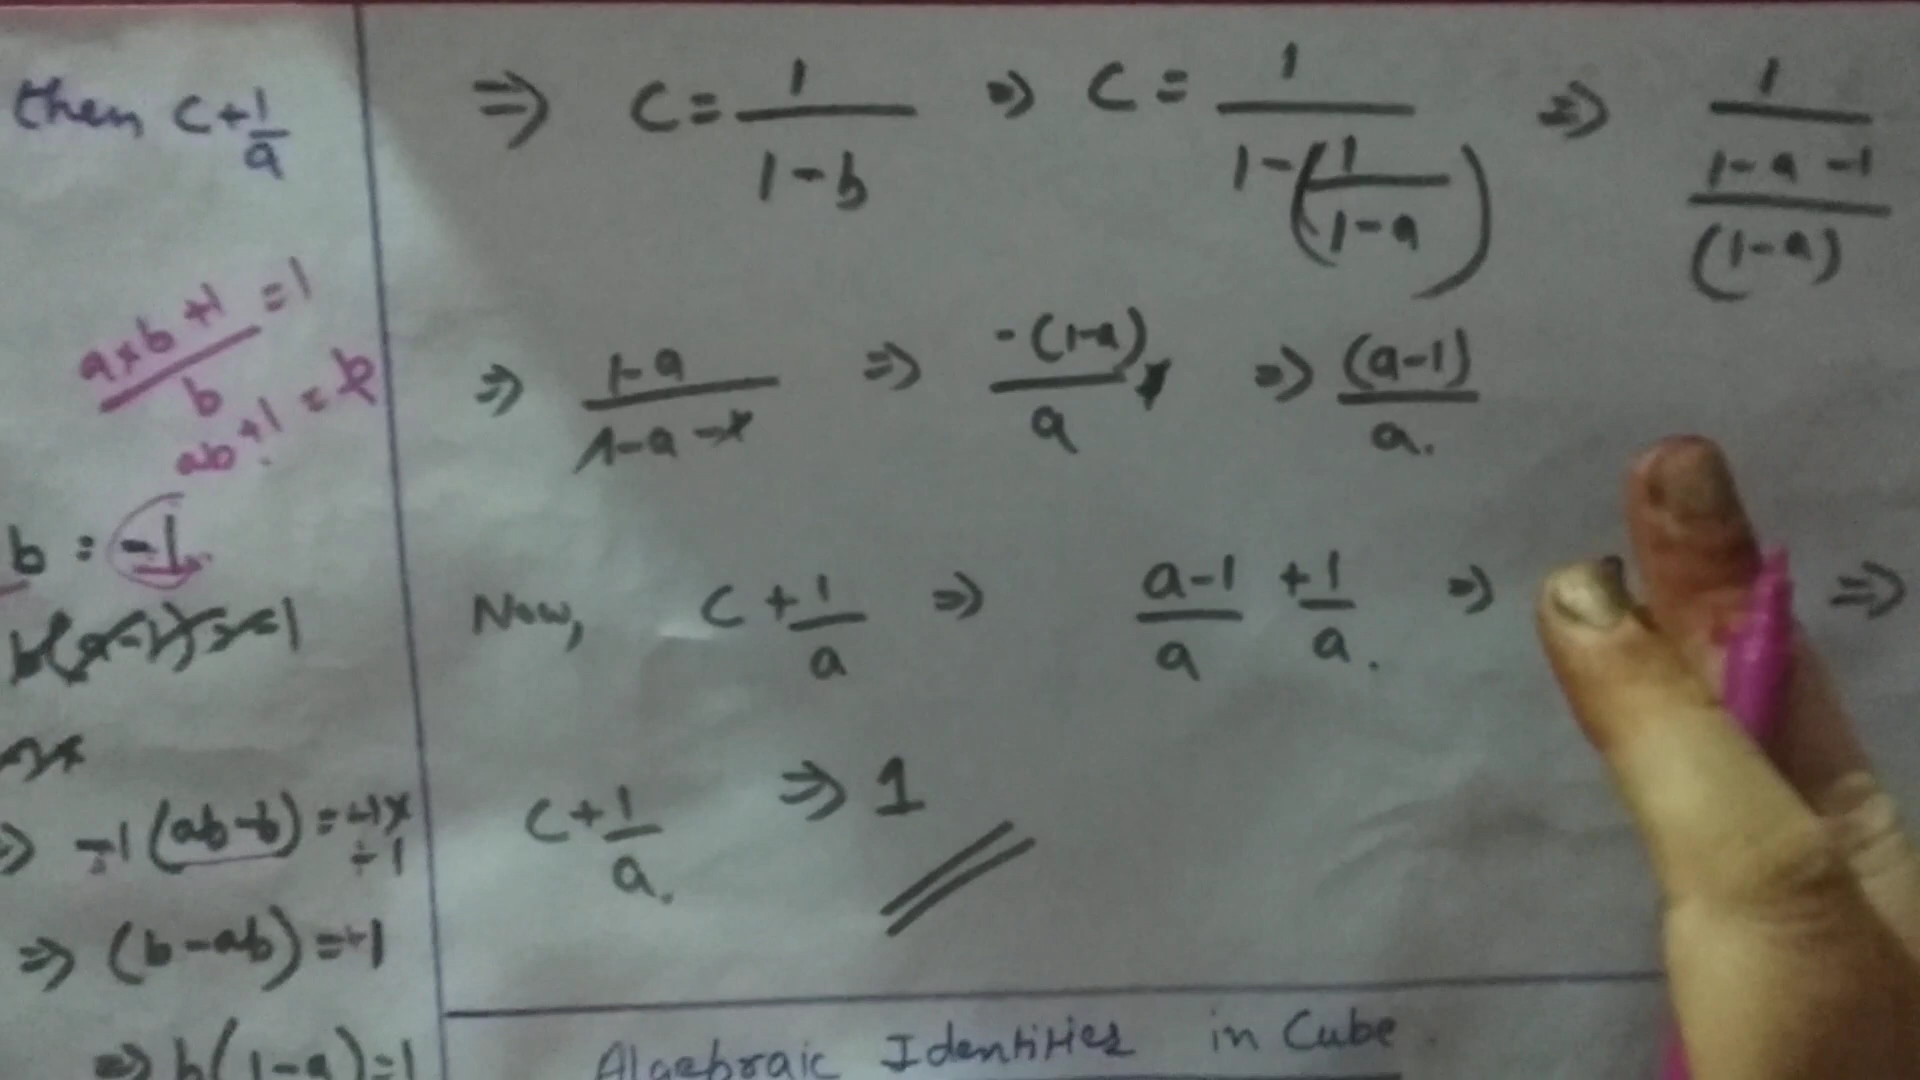 then c+1/a
a×b+1/b =1
ab+1 = b
b = -1
⇒ -1(ab-b) = -1×-1
⇒ (b-ab) = +1
⇒ b(1-a)=1
⇒ C = 1/(1-b) ⇒ C = 1/(1-(1/(1-a))) ⇒ 1/((1-a-1)/(1-a))
⇒ (1-a)/(1-a-1) ⇒ -(1-a)/a ⇒ (a-1)/a.
Now, C+1/a ⇒ (a-1)/a + 1/a. ⇒ ⇒
C+1/a. ⇒ 1
Algebraic Identities in Cube.